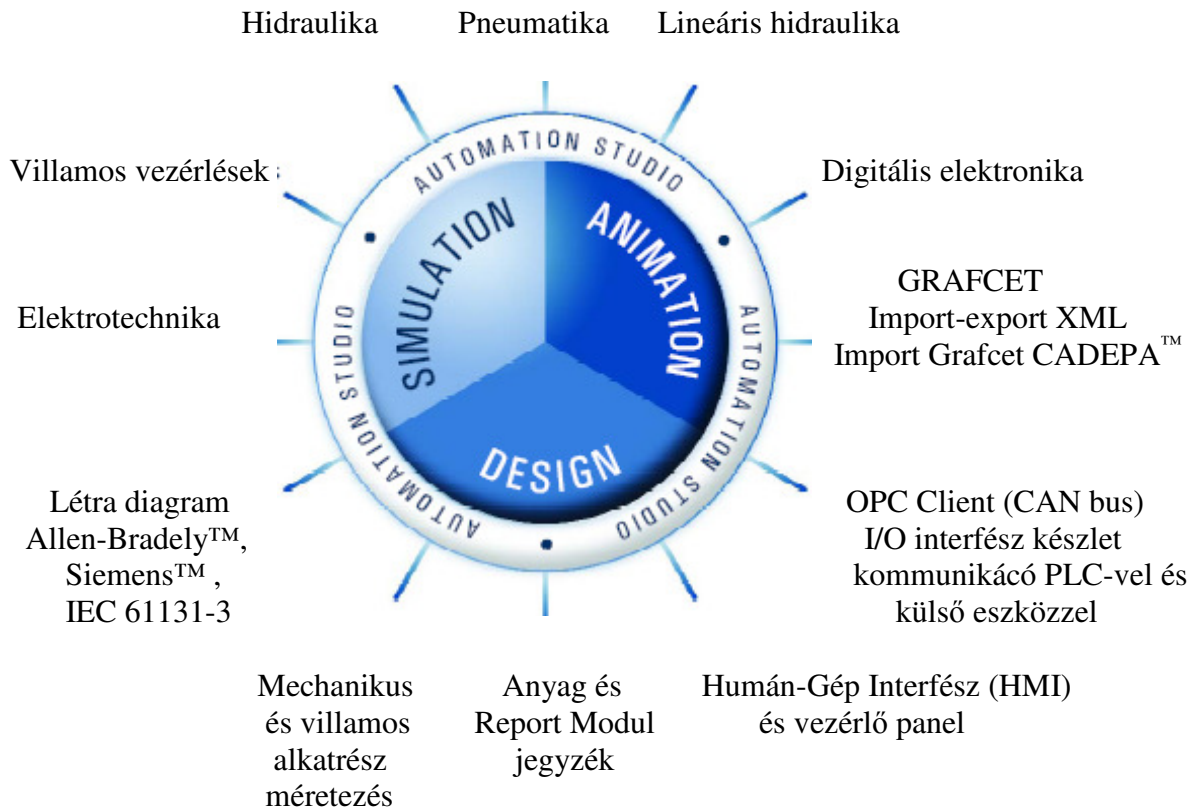 Hidraulika
Pneumatika
Lineáris hidraulika
Villamos vezérlések
Digitális elektronika
AUTOMATION STUDIO
SIMULATION
ANIMATION
DESIGN
AUTOMATION STUDIO
AUTOMATION STUDIO
Elektrotechnika
GRAFCET
Import-export XML
Import Grafcet CADEPA™
Létra diagram
Allen-Bradely™,
Siemens™ ,
IEC 61131-3
OPC Client (CAN bus)
I/O interfész készlet
kommunikácó PLC-vel és
külső eszközzel
Mechanikus
és villamos
alkatrész
méretezés
Anyag és
Report Modul
jegyzék
Humán-Gép Interfész (HMI)
és vezérlő panel